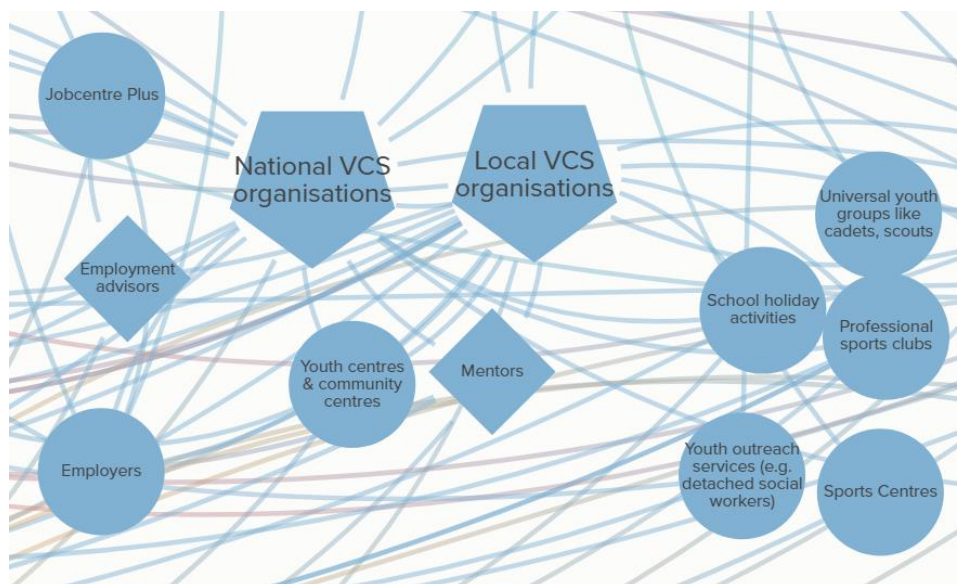 Jobcentre Plus
National VCS
organisations
Local VCS
organisations
Universal youth
groups like
cadets, scouts
Employment
advisors
School holiday
activities
Professional
sports clubs
Youth centres
& community
centres
Mentors
Employers
Youth outreach
services (e.g.
detached social
workers)
Sports Centres